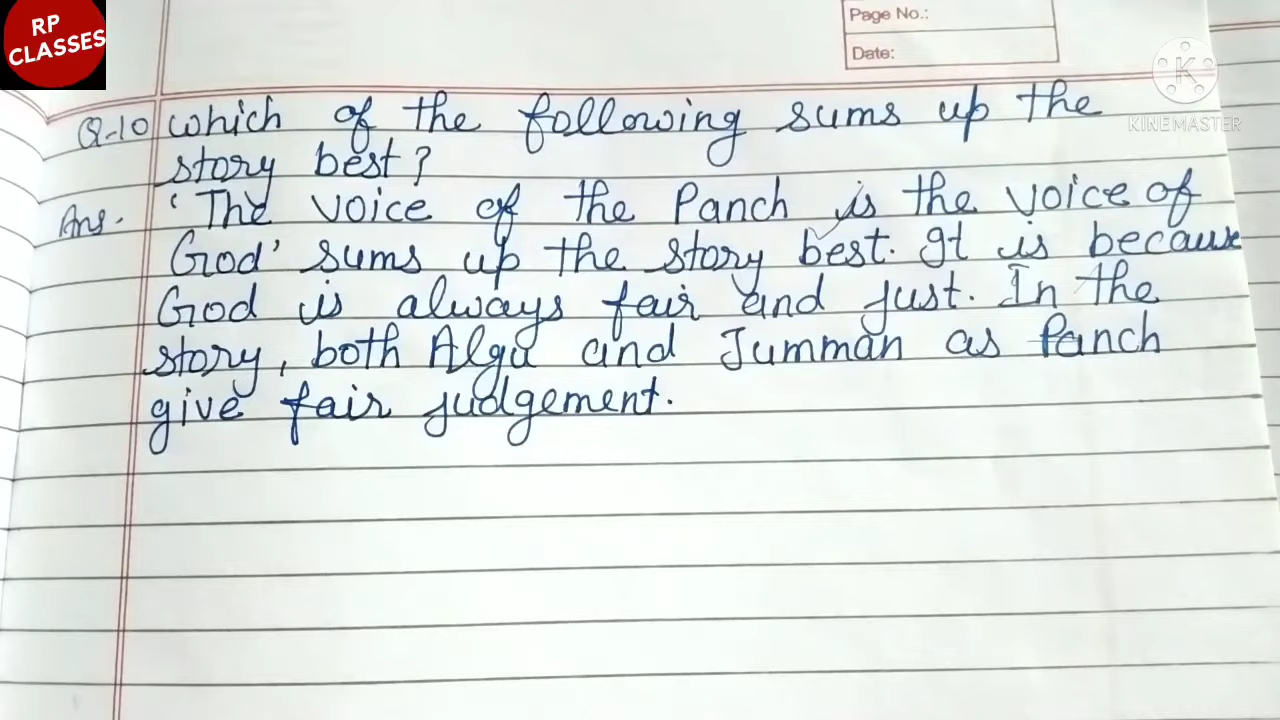 RP
CLASSES
Page No.:
Date:
KINEMASTER
Q-10 which of the following sums up the
story best?
Ans. 'The voice of the Panch is the voice of
God' sums up the story best. It is because
God is always fair and just. In the
story, both Algu and Jumman as Panch
give fair judgement.